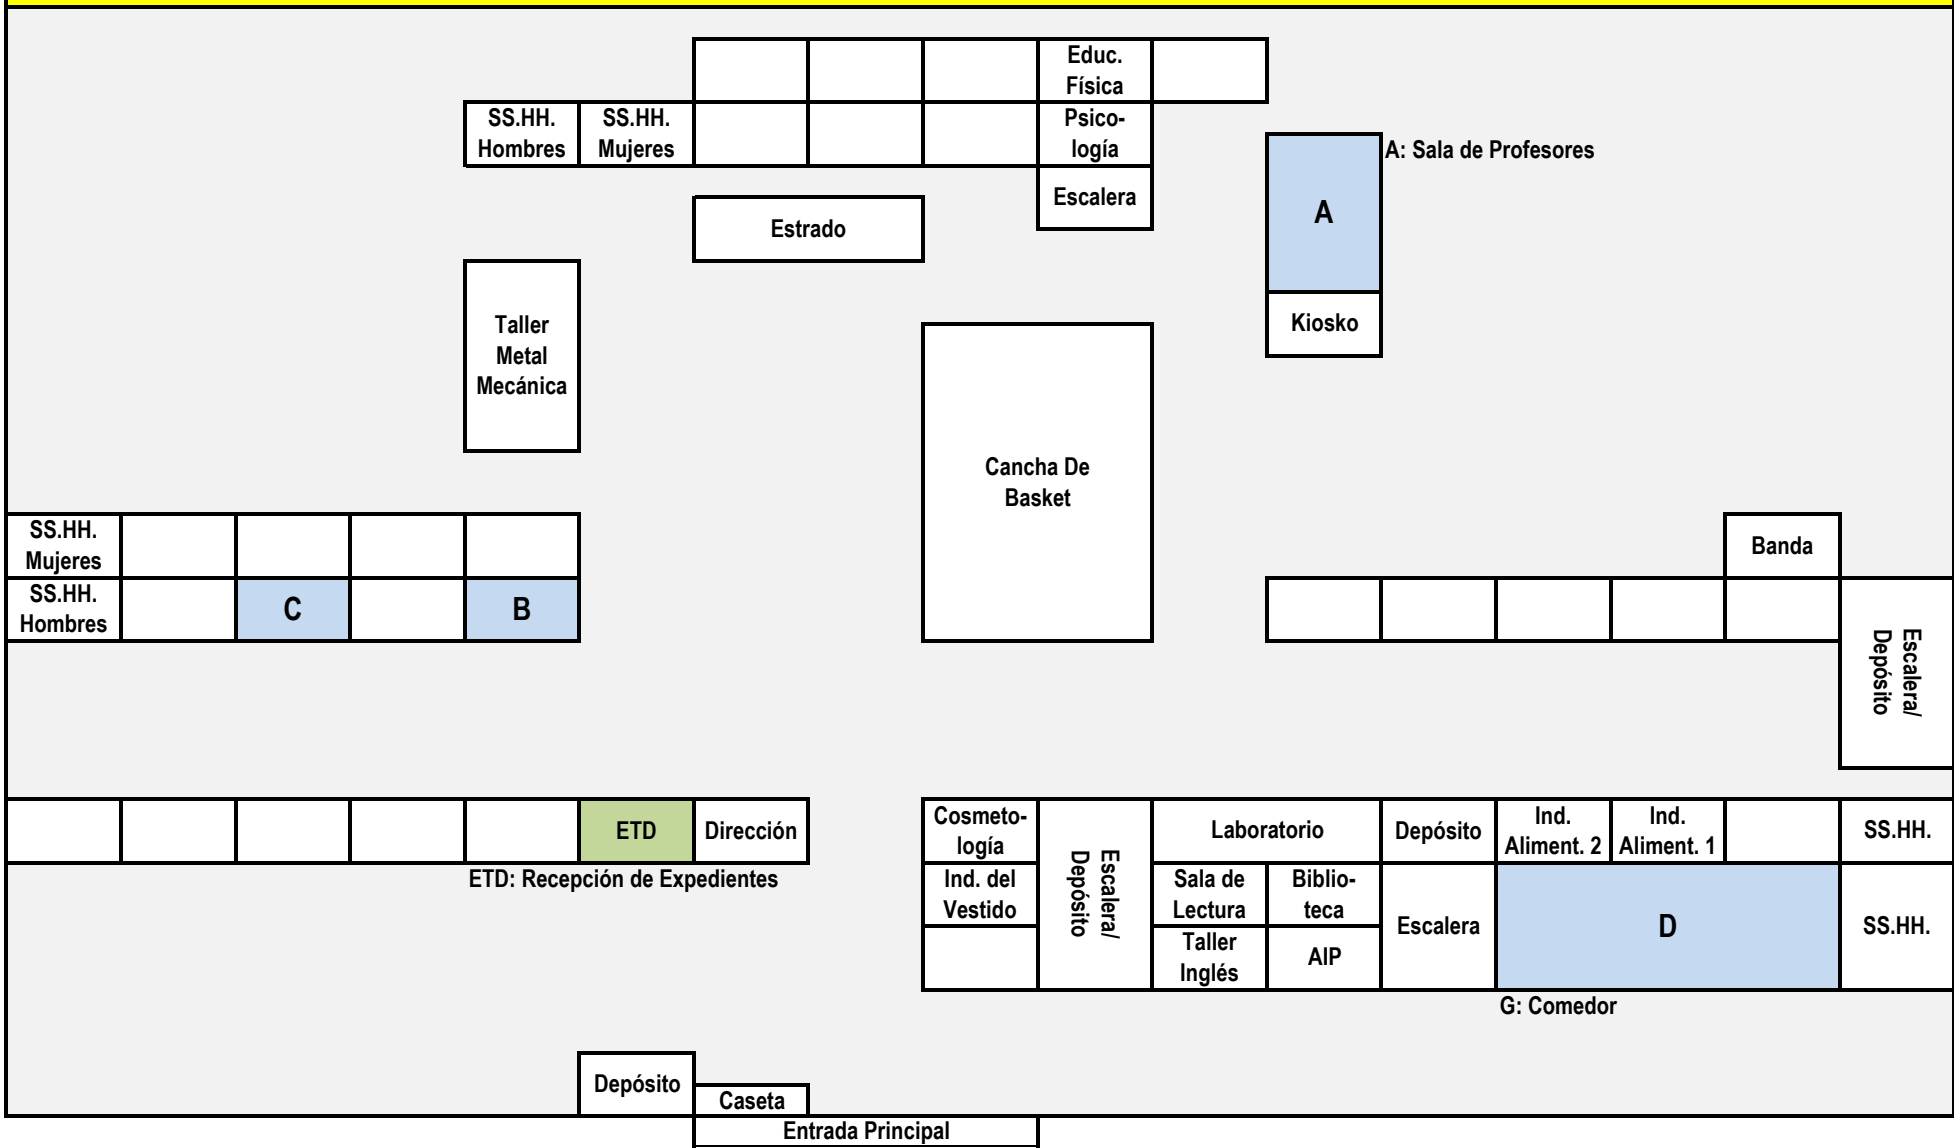 Educ.
Física
SS.HH.
Hombres
SS.HH.
Mujeres
Psico-
logía
A: Sala de Profesores
Escalera
A
Estrado
Kiosko
Taller
Metal
Mecánica
Cancha De
Basket
SS.HH.
Mujeres
Banda
SS.HH.
Hombres
C
B
Escalera/
Depósito
ETD
Dirección
Cosmeto-
logía
Escalera/
Depósito
Laboratorio
Depósito
Ind.
Aliment. 2
Ind.
Aliment. 1
SS.HH.
ETD: Recepción de Expedientes
Ind. del
Vestido
Sala de
Lectura
Biblio-
teca
Escalera
D
SS.HH.
Taller
Inglés
AIP
G: Comedor
Depósito
Caseta
Entrada Principal